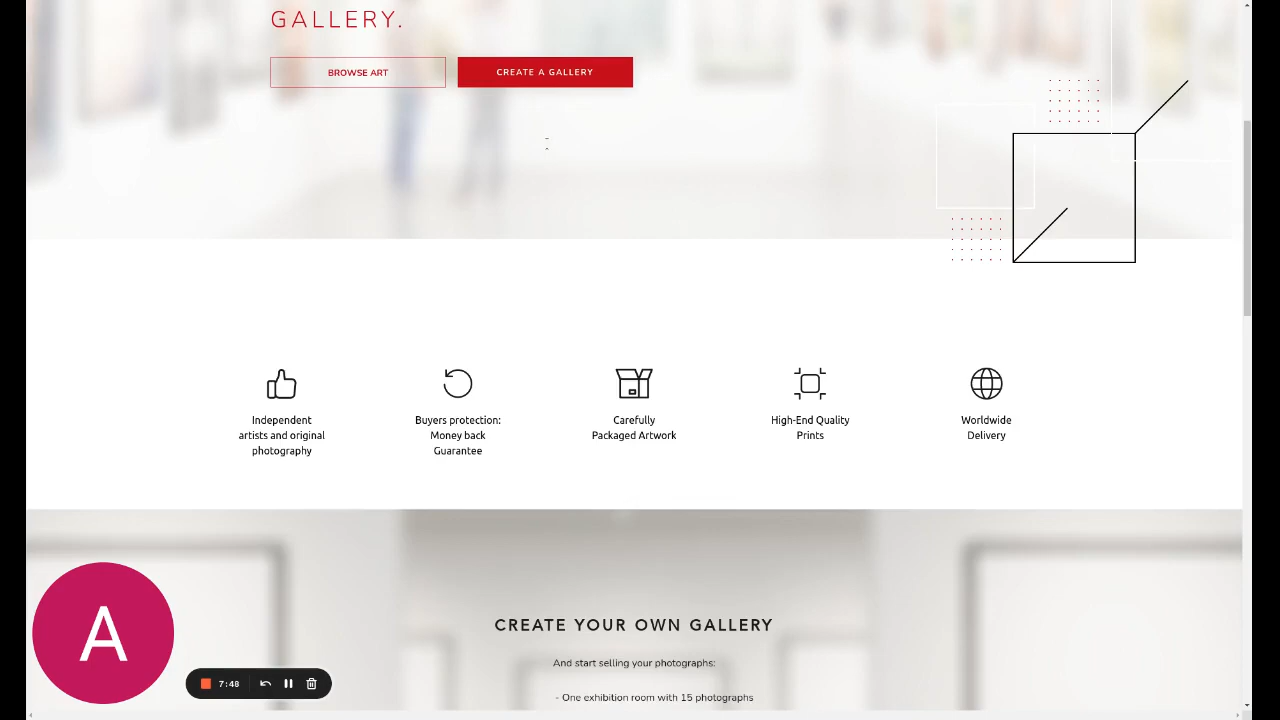 GALLERY.
BROWSE ART
CREATE A GALLERY
Independent
artists and original
photography
Buyers protection:
Money back
Guarantee
Carefully
Packaged Artwork
High-End Quality
Prints
Worldwide
Delivery
CREATE YOUR OWN GALLERY
And start selling your photographs:
- One exhibition room with 15 photographs
A
7:48